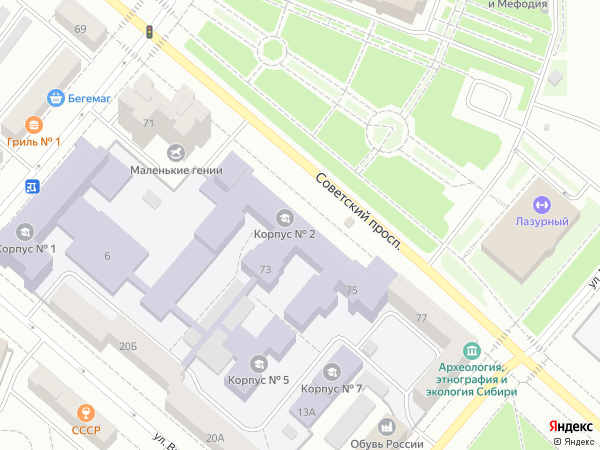 и Мефодия
69
Бегемаг
71
Гриль № 1
Маленькие гении
Советский просп.
Лазурный
Корпус № 2
Корпус № 1
6
73
75
77
20Б
Археология,
этнография и
экология Сибири
Корпус № 5
Корпус № 7
13А
СССР
20А
Обувь России
Яндекс
© Яндекс